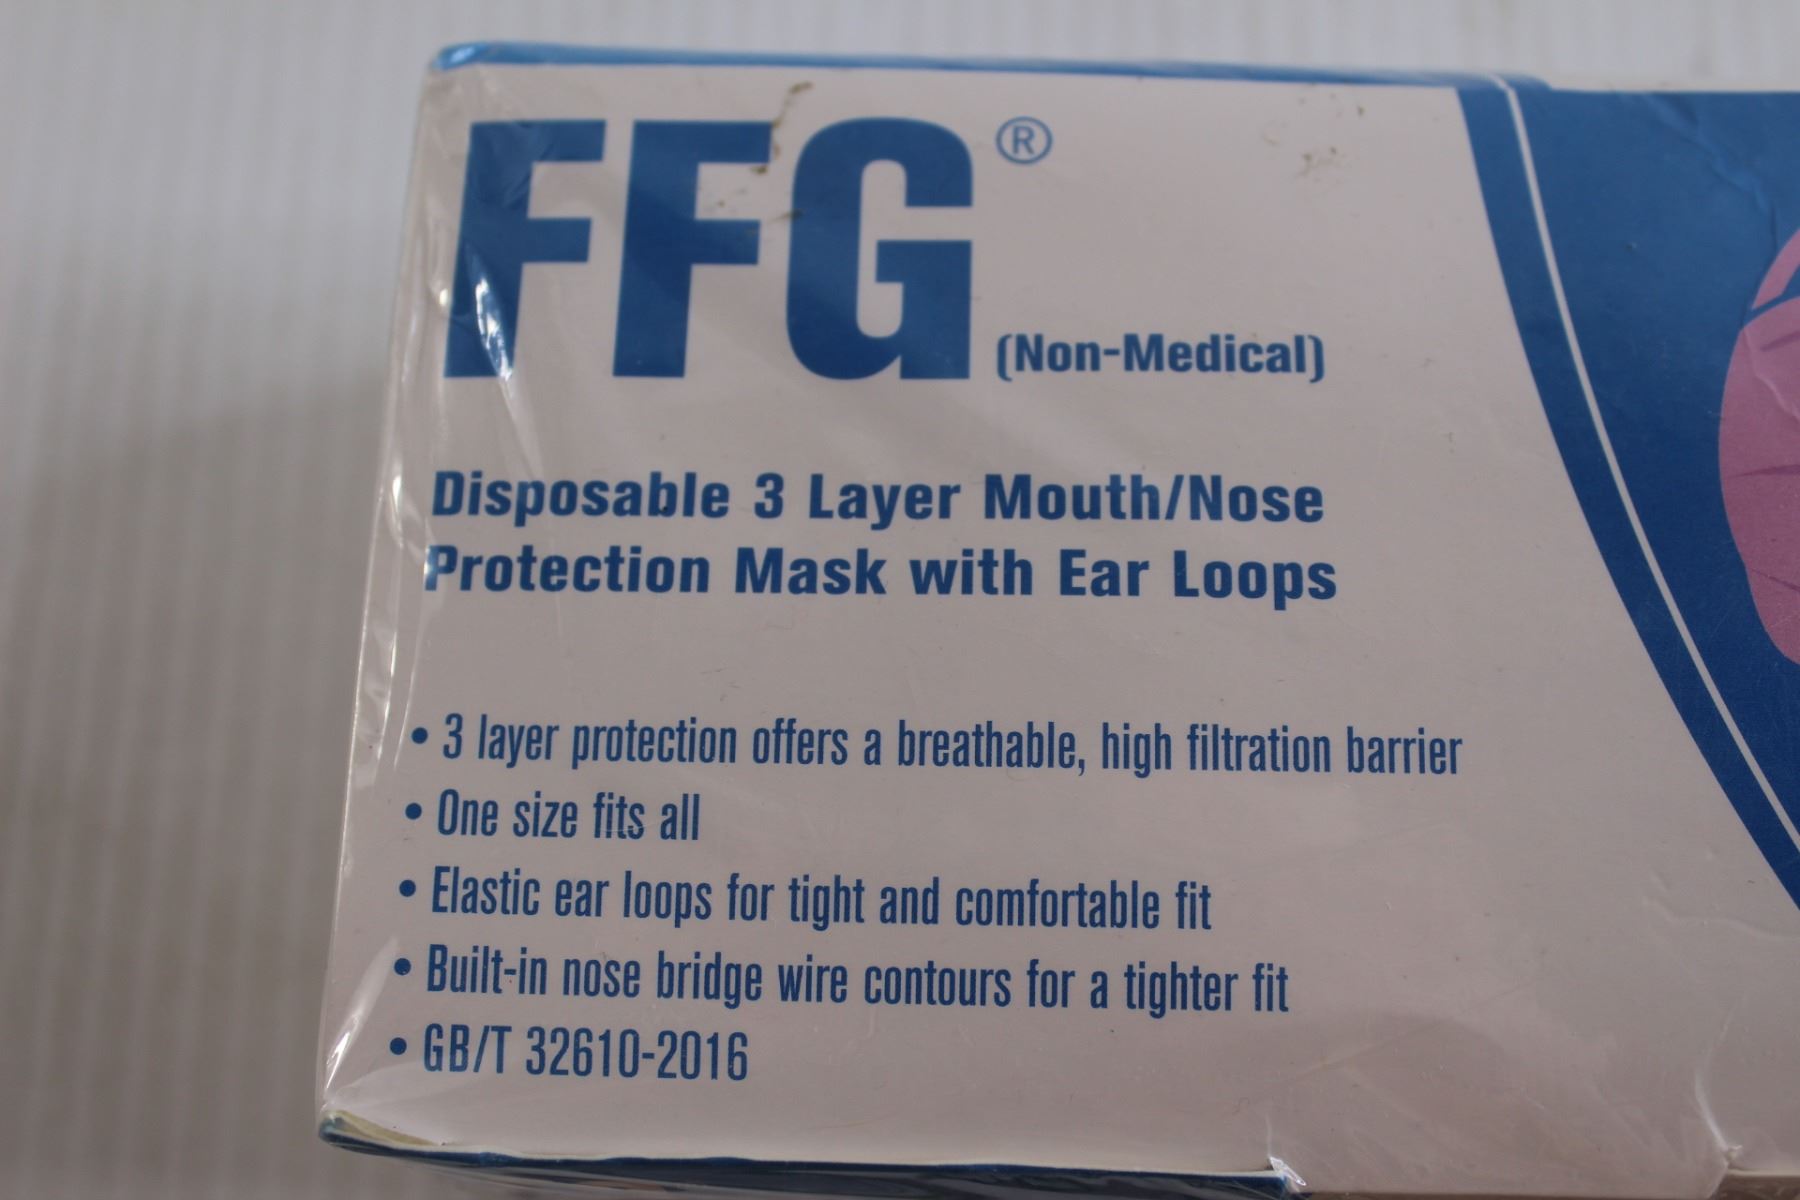 FFG®
(Non-Medical)
Disposable 3 Layer Mouth/Nose
Protection Mask with Ear Loops
• 3 layer protection offers a breathable, high filtration barrier
• One size fits all
• Elastic ear loops for tight and comfortable fit
• Built-in nose bridge wire contours for a tighter fit
• GB/T 32610-2016